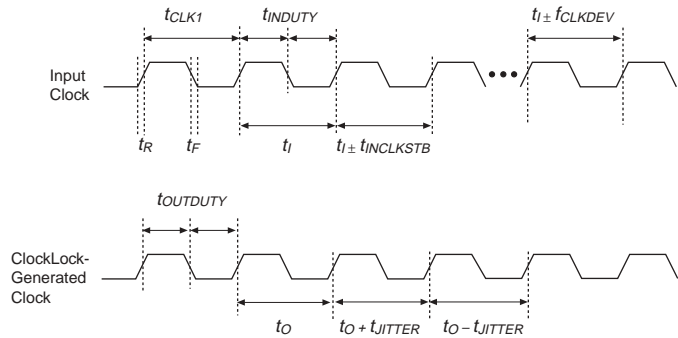 tCLK1 tINDUTY tI ± fCLKDEV
Input
Clock
tR tF tI tI ± tINCLKSTB
tOUTDUTY
ClockLock-
Generated
Clock
tO tO + tJITTER tO – tJITTER